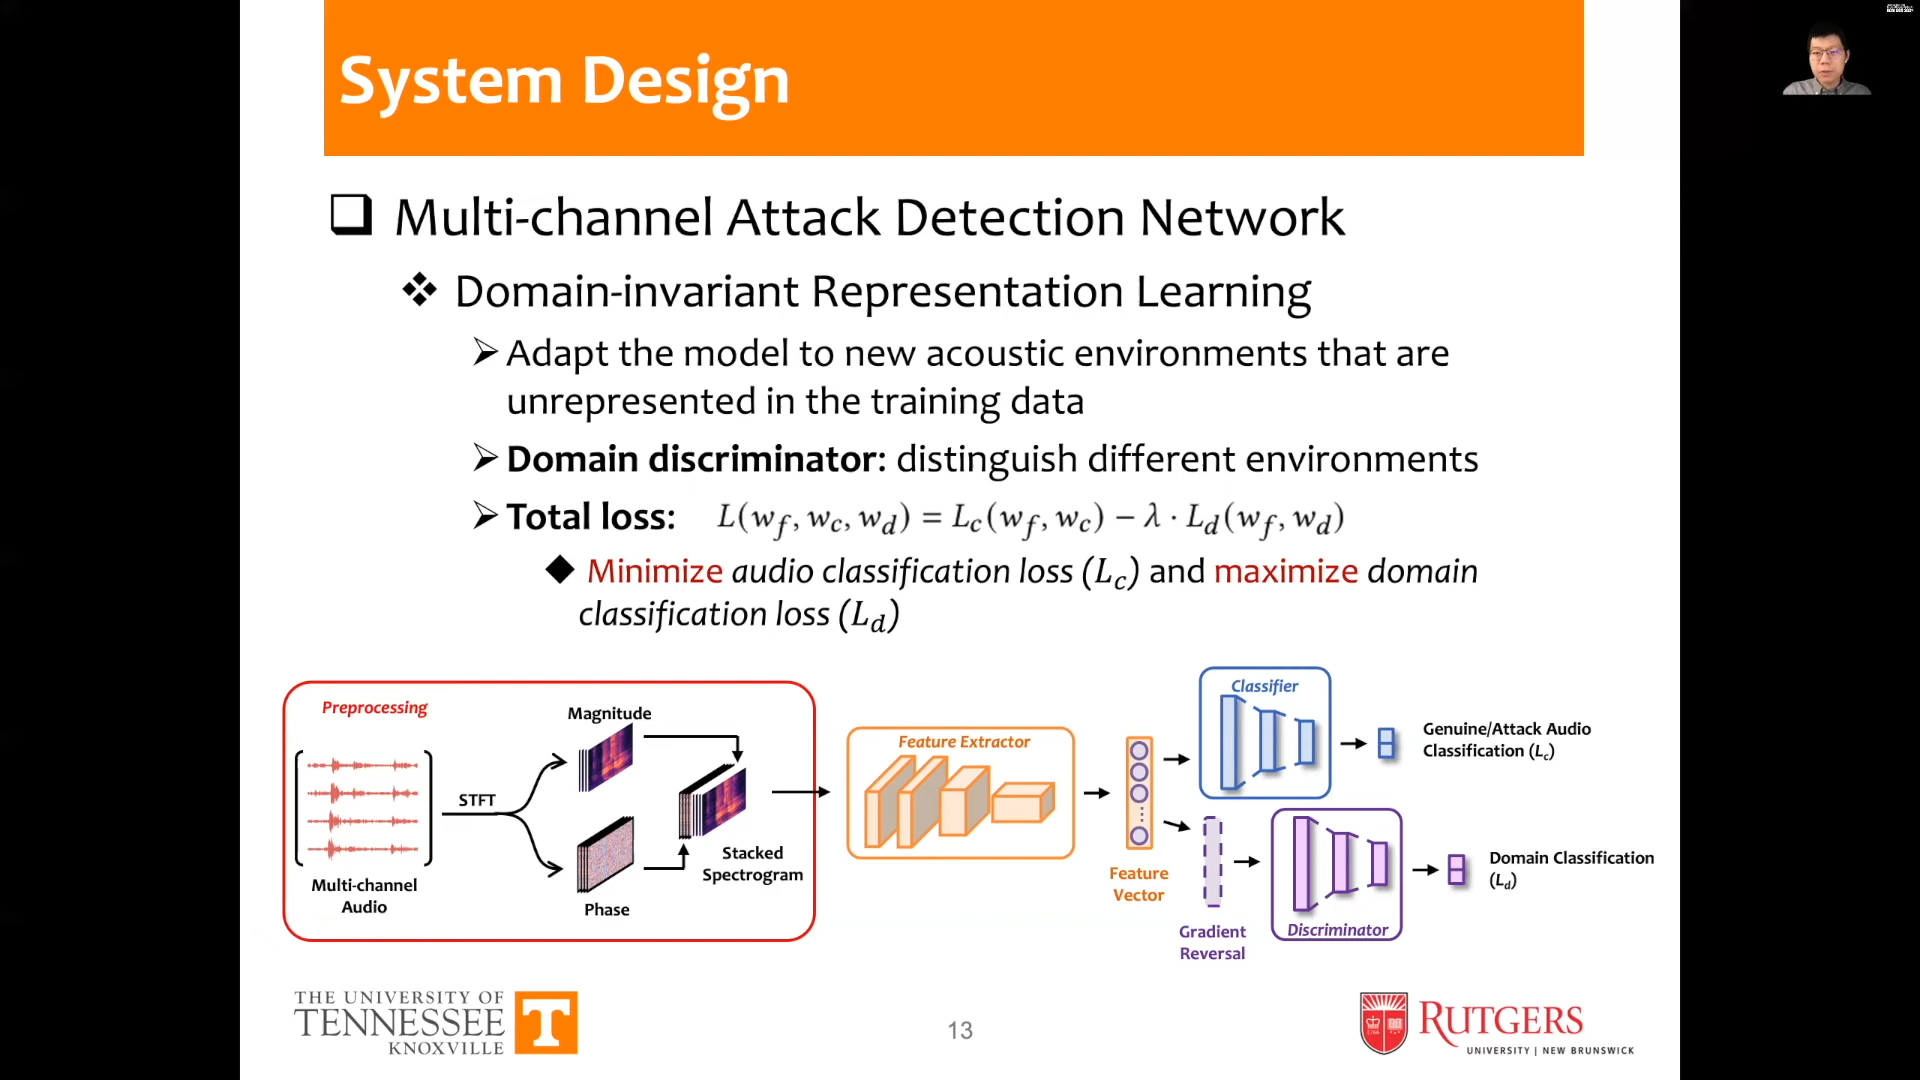 System Design
Multi-channel Attack Detection Network
Domain-invariant Representation Learning
Adapt the model to new acoustic environments that are
unrepresented in the training data
Domain discriminator: distinguish different environments
Total loss: L(w_f, w_c, w_d) = L_c(w_f, w_c) − λ · L_d(w_f, w_d)
Minimize audio classification loss (L_c) and maximize domain
classification loss (L_d)
Preprocessing
Multi-channel
Audio
STFT
Magnitude
Phase
Stacked
Spectrogram
Feature Extractor
Feature
Vector
Classifier
Genuine/Attack Audio
Classification (L_c)
Gradient
Reversal
Discriminator
Domain Classification
(L_d)
THE UNIVERSITY OF
TENNESSEE
KNOXVILLE
T
13
RUTGERS
UNIVERSITY | NEW BRUNSWICK